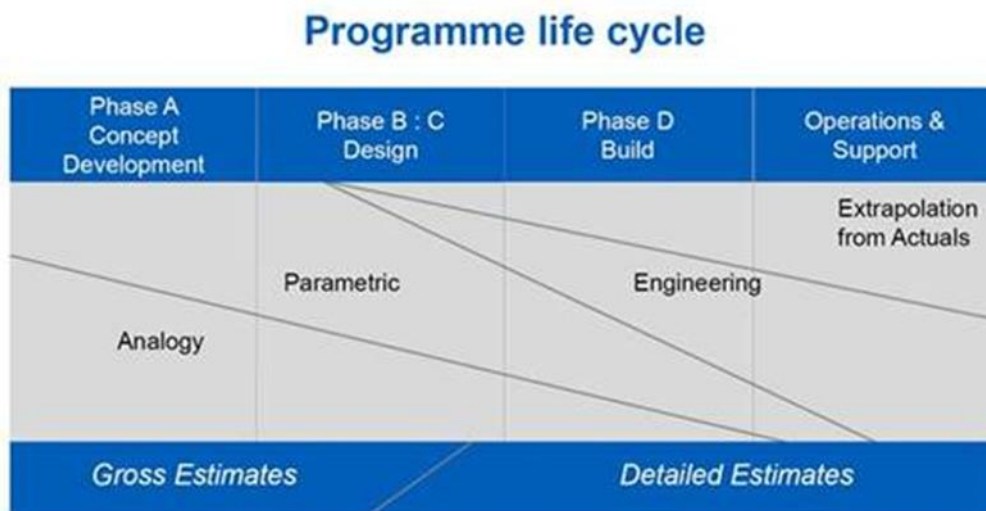 Programme life cycle
Phase A
Concept
Development
Phase B : C
Design
Phase D
Build
Operations &
Support
Extrapolation
from Actuals
Parametric
Engineering
Analogy
Gross Estimates
Detailed Estimates